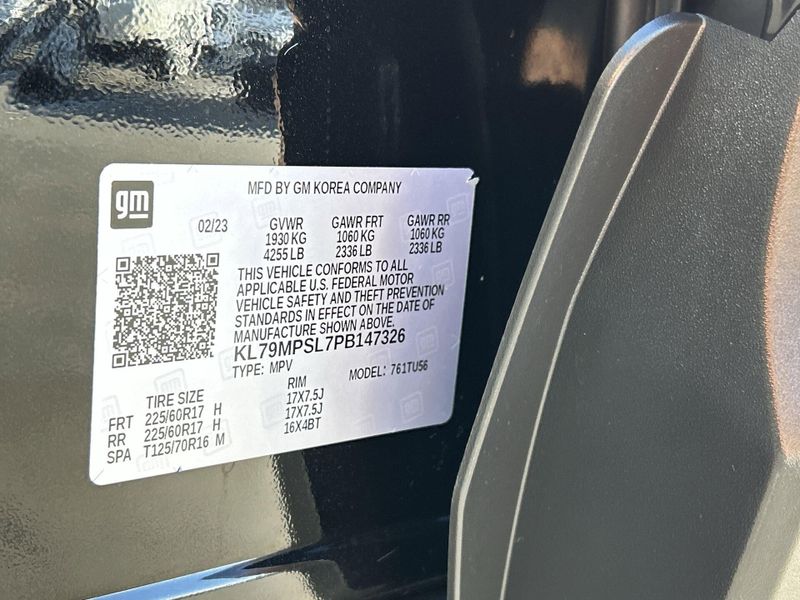 gm
MFD BY GM KOREA COMPANY
02/23 GVWR GAWR FRT GAWR RR
1930 KG 1060 KG 1060 KG
4255 LB 2336 LB 2336 LB
THIS VEHICLE CONFORMS TO ALL
APPLICABLE U.S. FEDERAL MOTOR
VEHICLE SAFETY AND THEFT PREVENTION
STANDARDS IN EFFECT ON THE DATE OF
MANUFACTURE SHOWN ABOVE.
KL79MPSL7PB147326
TYPE: MPV MODEL: 761TU56
TIRE SIZE RIM
FRT 225/60R17 H 17X7.5J
RR 225/60R17 H 17X7.5J
SPA T125/70R16 M 16X4BT